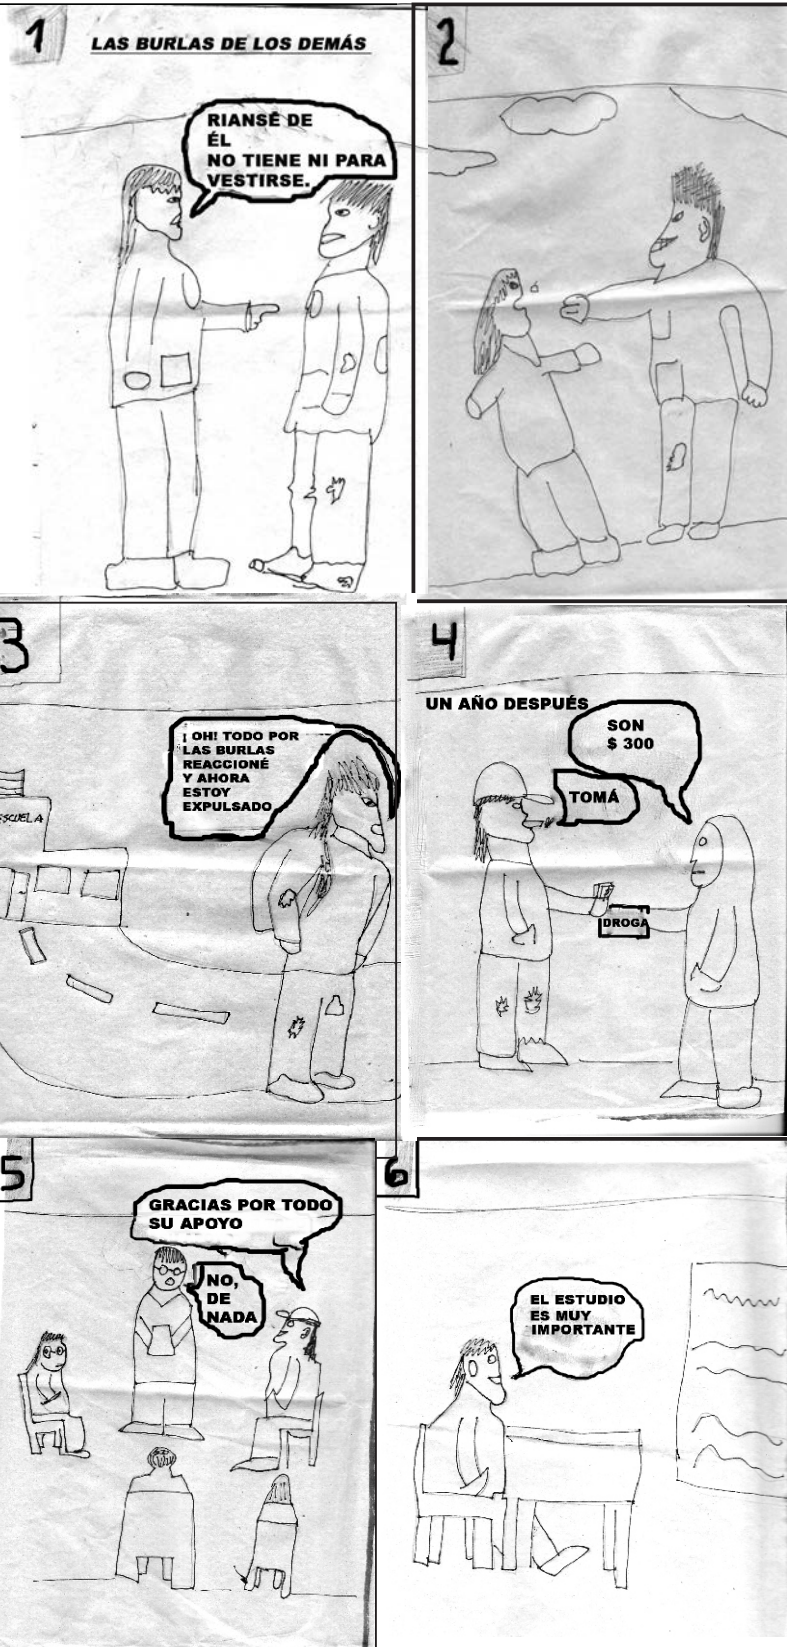 1
LAS BURLAS DE LOS DEMÁS
RIANSE DE
ÉL
NO TIENE NI PARA
VESTIRSE.
2
3
¡ OH! TODO POR
LAS BURLAS
REACCIONÉ
Y AHORA
ESTOY
EXPULSADO
ESCUELA
4
UN AÑO DESPUÉS
SON
$ 300
TOMÁ
DROGA
5
GRACIAS POR TODO
SU APOYO
NO,
DE
NADA
6
EL ESTUDIO
ES MUY
IMPORTANTE